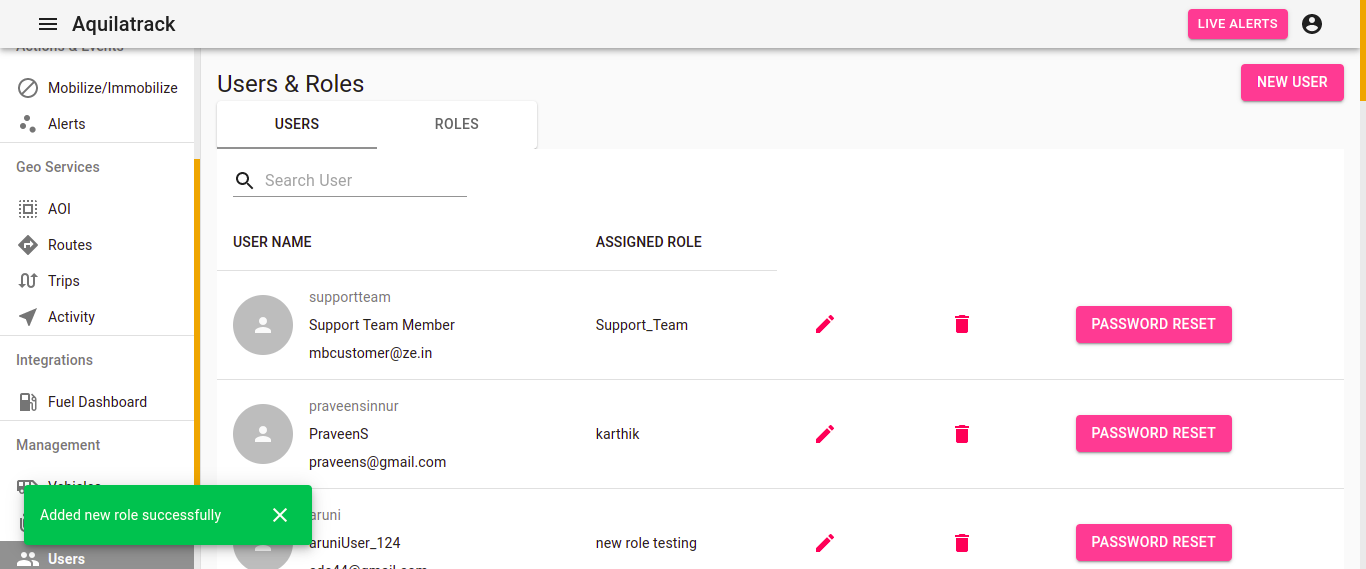 Aquilatrack
LIVE ALERTS
Actions & Events
Mobilize/Immobilize
Alerts
Geo Services
AOI
Routes
Trips
Activity
Integrations
Fuel Dashboard
Management
Vehicles
Users
Users & Roles
NEW USER
USERS
ROLES
Search User
USER NAME
ASSIGNED ROLE
supportteam
Support Team Member
mbcustomer@ze.in
Support_Team
PASSWORD RESET
praveensinnur
PraveenS
praveens@gmail.com
karthik
PASSWORD RESET
aruni
aruniUser_124
new role testing
PASSWORD RESET
Added new role successfully